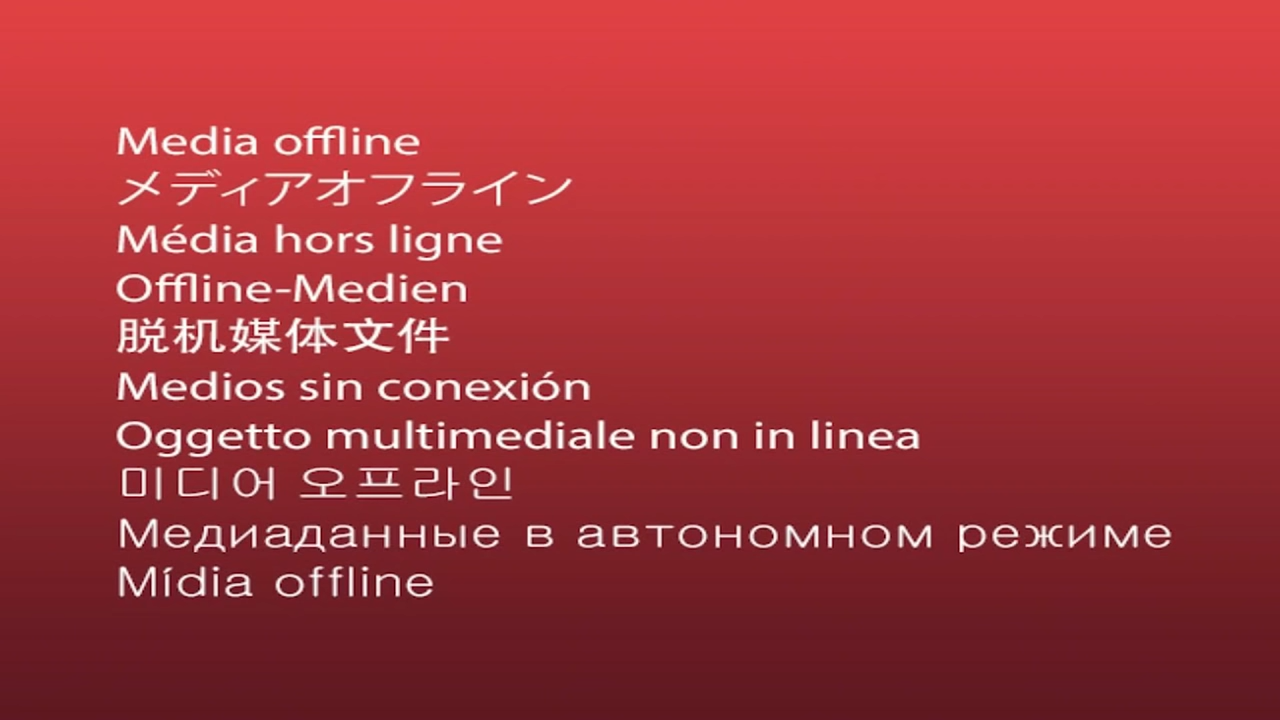 Media offline
メディアオフライン
Média hors ligne
Offline-Medien
脱机媒体文件
Medios sin conexión
Oggetto multimediale non in linea
미디어 오프라인
Медиаданные в автономном режиме
Mídia offline